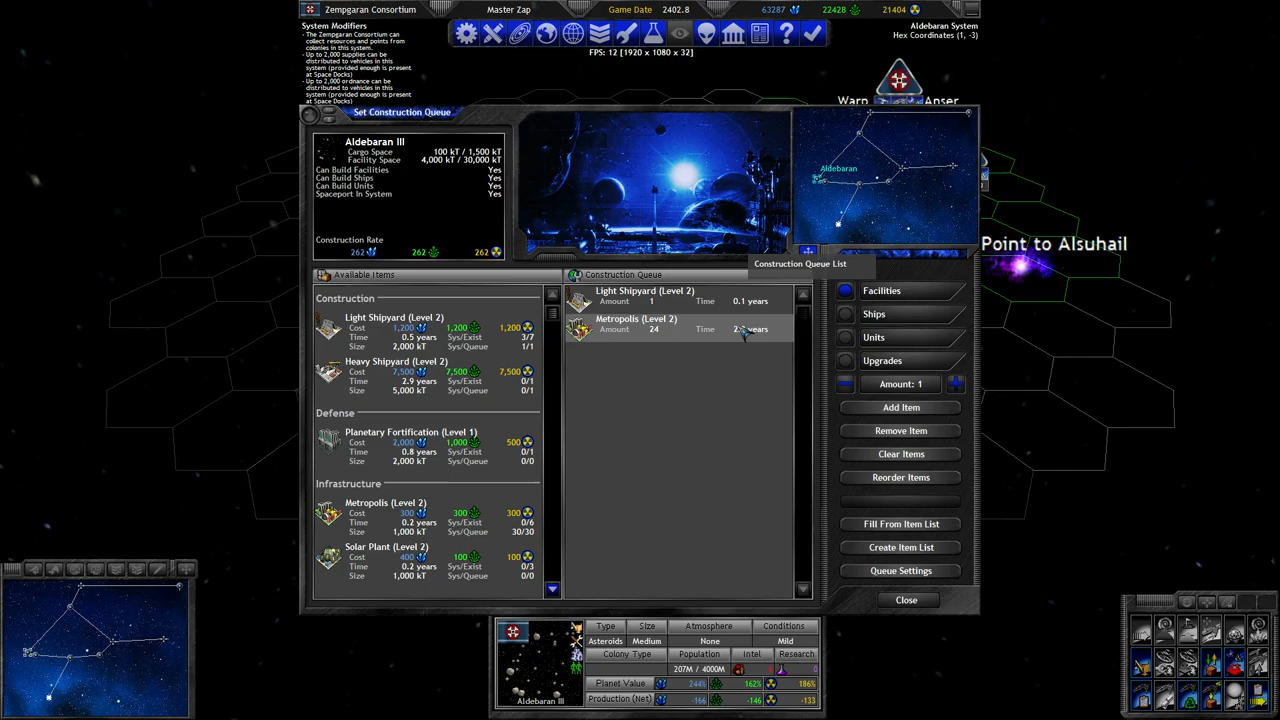 Zempgaran Consortium
Master Zap
Game Date 2402.8
63287
22428
21404
System Modifiers
- The Zempgaran Consortium can
collect resources and points from
colonies in this system.
- Up to 2,000 supplies can be
distributed to vehicles in this
system (provided enough is present
at Space Docks)
- Up to 2,000 ordnance can be
distributed to vehicles in this
system (provided enough is present
at Space Docks)
FPS: 12 [1920 x 1080 x 32]
Aldebaran System
Hex Coordinates (1, -3)
Warp Anser
Point to Alsuhail
Set Construction Queue
Aldebaran III
Cargo Space 100 kT / 1,500 kT
Facility Space 4,000 kT / 30,000 kT
Can Build Facilities Yes
Can Build Ships Yes
Can Build Units Yes
Spaceport In System Yes
Construction Rate
262 262 262
Aldebaran
Construction Queue List
Available Items
Construction
Light Shipyard (Level 2)
Cost 1,200 1,200 1,200
Time 0.5 years Sys/Exist 3/7
Size 2,000 kT Sys/Queue 1/1
Heavy Shipyard (Level 2)
Cost 7,500 7,500 7,500
Time 2.9 years Sys/Exist 0/1
Size 5,000 kT Sys/Queue 0/1
Defense
Planetary Fortification (Level 1)
Cost 2,000 1,000 500
Time 0.8 years Sys/Exist 0/1
Size 2,000 kT Sys/Queue 0/0
Infrastructure
Metropolis (Level 2)
Cost 300 300 300
Time 0.2 years Sys/Exist 0/6
Size 1,000 kT Sys/Queue 30/30
Solar Plant (Level 2)
Cost 400 100 100
Time 0.2 years Sys/Exist 0/3
Size 1,000 kT Sys/Queue 0/0
Construction Queue
Light Shipyard (Level 2)
Amount 1 Time 0.1 years
Metropolis (Level 2)
Amount 24 Time years
Facilities
Ships
Units
Upgrades
Amount: 1
Add Item
Remove Item
Clear Items
Reorder Items
Fill From Item List
Create Item List
Queue Settings
Close
Type Size Atmosphere Conditions
Asteroids Medium None Mild
Colony Type Population Intel Research
207M / 4000M 0
Planet Value 244% 162% 186%
Production (Net) -166 -146 -133
Aldebaran III